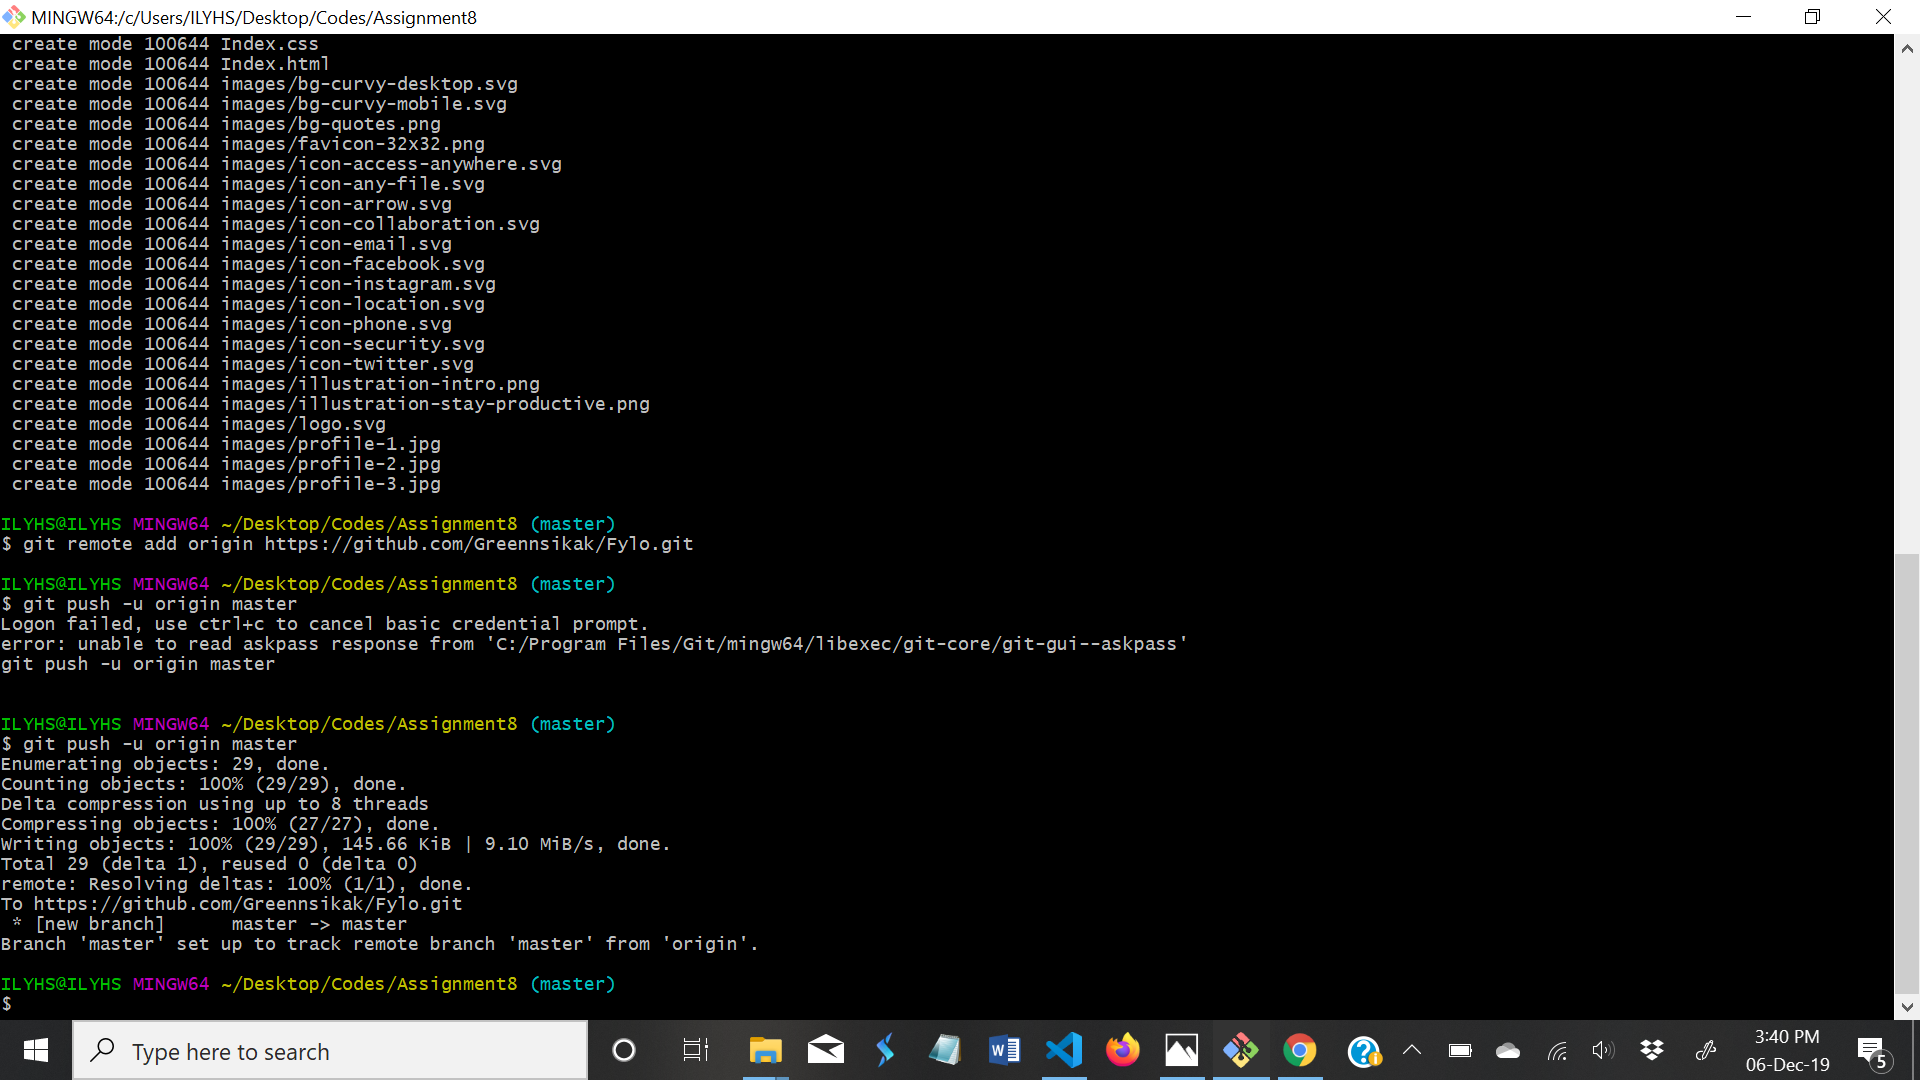 MINGW64:/c/Users/ILYHS/Desktop/Codes/Assignment8
create mode 100644 Index.css
create mode 100644 Index.html
create mode 100644 images/bg-curvy-desktop.svg
create mode 100644 images/bg-curvy-mobile.svg
create mode 100644 images/bg-quotes.png
create mode 100644 images/favicon-32x32.png
create mode 100644 images/icon-access-anywhere.svg
create mode 100644 images/icon-any-file.svg
create mode 100644 images/icon-arrow.svg
create mode 100644 images/icon-collaboration.svg
create mode 100644 images/icon-email.svg
create mode 100644 images/icon-facebook.svg
create mode 100644 images/icon-instagram.svg
create mode 100644 images/icon-location.svg
create mode 100644 images/icon-phone.svg
create mode 100644 images/icon-security.svg
create mode 100644 images/icon-twitter.svg
create mode 100644 images/illustration-intro.png
create mode 100644 images/illustration-stay-productive.png
create mode 100644 images/logo.svg
create mode 100644 images/profile-1.jpg
create mode 100644 images/profile-2.jpg
create mode 100644 images/profile-3.jpg
ILYHS@ILYHS MINGW64 ~/Desktop/Codes/Assignment8 (master)
$ git remote add origin https://github.com/Greennsikak/Fylo.git
ILYHS@ILYHS MINGW64 ~/Desktop/Codes/Assignment8 (master)
$ git push -u origin master
Logon failed, use ctrl+c to cancel basic credential prompt.
error: unable to read askpass response from 'C:/Program Files/Git/mingw64/libexec/git-core/git-gui--askpass'
git push -u origin master
ILYHS@ILYHS MINGW64 ~/Desktop/Codes/Assignment8 (master)
$ git push -u origin master
Enumerating objects: 29, done.
Counting objects: 100% (29/29), done.
Delta compression using up to 8 threads
Compressing objects: 100% (27/27), done.
Writing objects: 100% (29/29), 145.66 KiB | 9.10 MiB/s, done.
Total 29 (delta 1), reused 0 (delta 0)
remote: Resolving deltas: 100% (1/1), done.
To https://github.com/Greennsikak/Fylo.git
* [new branch]      master -> master
Branch 'master' set up to track remote branch 'master' from 'origin'.
ILYHS@ILYHS MINGW64 ~/Desktop/Codes/Assignment8 (master)
$
Type here to search
3:40 PM
06-Dec-19
5